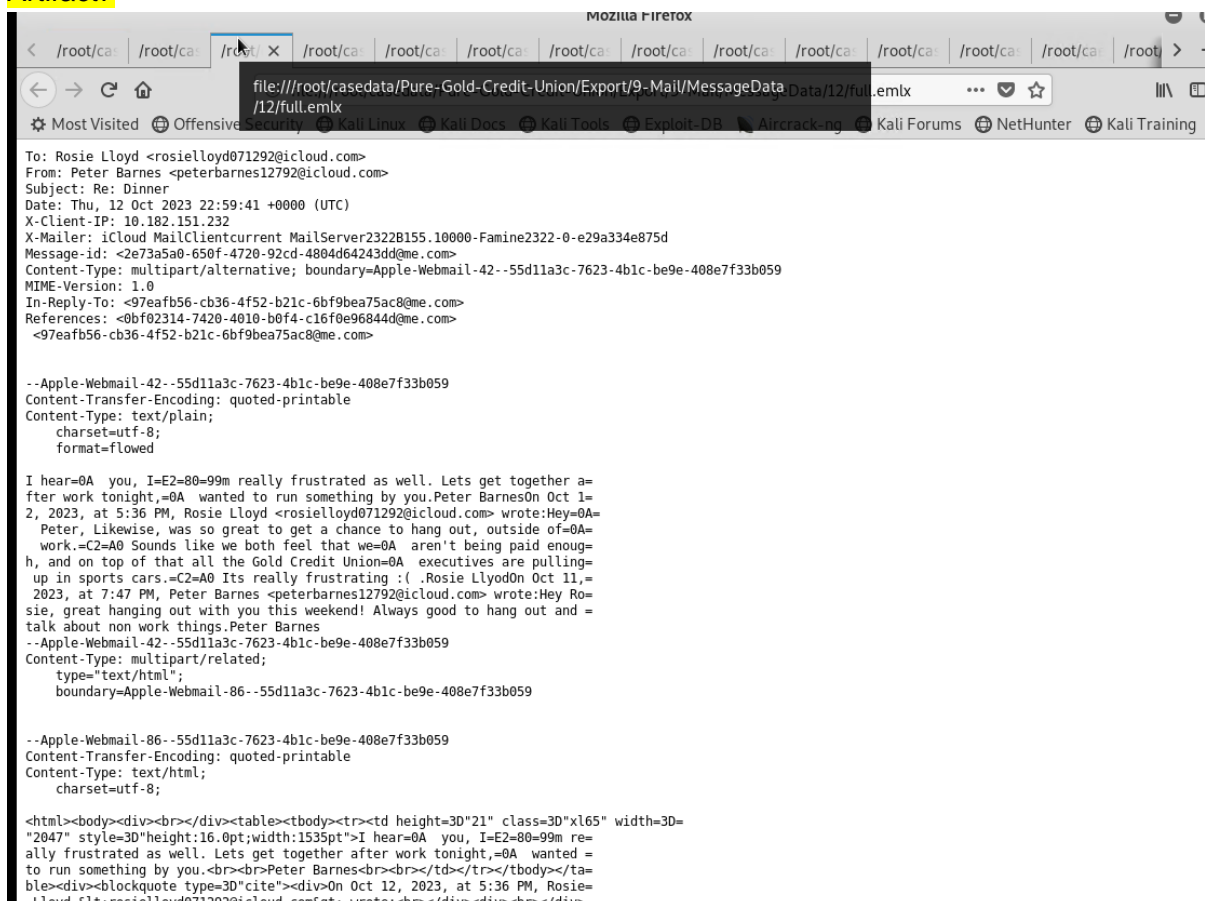 Artifact:
Mozilla Firefox
/root/cas /root/cas /root/ × /root/cas /root/cas /root/cas /root/cas /root/cas /root/cas /root/cas /root/cas /root/cas /root/cas /root/
file:///root/casedata/Pure-Gold-Credit-Union/Export/9-Mail/MessageData
/12/full.emlx
Data/12/full.emlx
Most Visited Offensive Security Kali Linux Kali Docs Kali Tools Exploit-DB Aircrack-ng Kali Forums NetHunter Kali Training
To: Rosie Lloyd <rosielloyd071292@icloud.com>
From: Peter Barnes <peterbarnes12792@icloud.com>
Subject: Re: Dinner
Date: Thu, 12 Oct 2023 22:59:41 +0000 (UTC)
X-Client-IP: 10.182.151.232
X-Mailer: iCloud MailClientcurrent MailServer2322B155.10000-Famine2322-0-e29a334e875d
Message-id: <2e73a5a0-650f-4720-92cd-4804d64243dd@me.com>
Content-Type: multipart/alternative; boundary=Apple-Webmail-42--55d11a3c-7623-4b1c-be9e-408e7f33b059
MIME-Version: 1.0
In-Reply-To: <97eafb56-cb36-4f52-b21c-6bf9bea75ac8@me.com>
References: <0bf02314-7420-4010-b0f4-c16f0e96844d@me.com>
<97eafb56-cb36-4f52-b21c-6bf9bea75ac8@me.com>
--Apple-Webmail-42--55d11a3c-7623-4b1c-be9e-408e7f33b059
Content-Transfer-Encoding: quoted-printable
Content-Type: text/plain;
charset=utf-8;
format=flowed
I hear=0A you, I=E2=80=99m really frustrated as well. Lets get together a=
fter work tonight,=0A wanted to run something by you.Peter BarnesOn Oct 1=
2, 2023, at 5:36 PM, Rosie Lloyd <rosielloyd071292@icloud.com> wrote:Hey=0A=
Peter, Likewise, was so great to get a chance to hang out, outside of=0A=
work.=C2=A0 Sounds like we both feel that we=0A aren't being paid enoug=
h, and on top of that all the Gold Credit Union=0A executives are pulling=
up in sports cars.=C2=A0 Its really frustrating :( .Rosie LlyodOn Oct 11,=
2023, at 7:47 PM, Peter Barnes <peterbarnes12792@icloud.com> wrote:Hey Ro=
sie, great hanging out with you this weekend! Always good to hang out and =
talk about non work things.Peter Barnes
--Apple-Webmail-42--55d11a3c-7623-4b1c-be9e-408e7f33b059
Content-Type: multipart/related;
type="text/html";
boundary=Apple-Webmail-86--55d11a3c-7623-4b1c-be9e-408e7f33b059
--Apple-Webmail-86--55d11a3c-7623-4b1c-be9e-408e7f33b059
Content-Transfer-Encoding: quoted-printable
Content-Type: text/html;
charset=utf-8;
<html><body><div><br></div><table><tbody><tr><td height=3D"21" class=3D"xl65" width=3D=
"2047" style=3D"height:16.0pt;width:1535pt">I hear=0A you, I=E2=80=99m re=
ally frustrated as well. Lets get together after work tonight,=0A wanted =
to run something by you.<br><br>Peter Barnes<br><br></td></tr></tbody></ta=
ble><div><blockquote type=3D"cite"><div>On Oct 12, 2023, at 5:36 PM, Rosie=